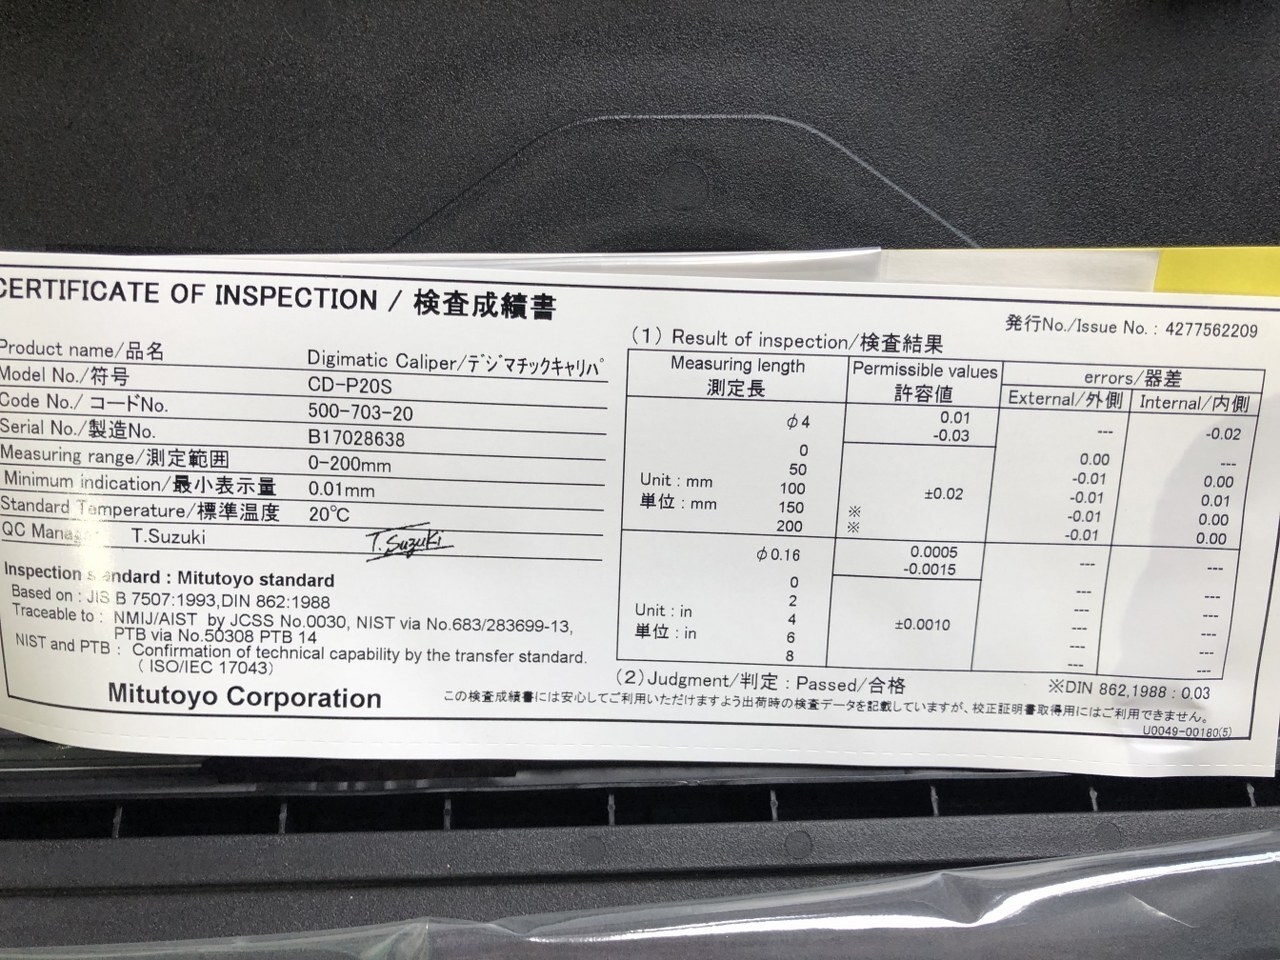 CERTIFICATE OF INSPECTION / 検査成績書
発行No./Issue No. : 4277562209
Product name/品名 Digimatic Caliper/デジマチックキャリパ
Model No./符号 CD-P20S
Code No./ コードNo. 500-703-20
Serial No./製造No. B17028638
Measuring range/測定範囲 0-200mm
Minimum indication/最小表示量 0.01mm
Standard Temperature/標準温度 20℃
QC Manag T.Suzuki T.Suzuki
Inspection standard : Mitutoyo standard
Based on : JIS B 7507:1993,DIN 862:1988
Traceable to : NMIJ/AIST by JCSS No.0030, NIST via No.683/283699-13,
PTB via No.50308 PTB 14
NIST and PTB : Confirmation of technical capability by the transfer standard.
( ISO/IEC 17043)
Mitutoyo Corporation
(1) Result of inspection/検査結果
Measuring length Permissible values errors/器差
測定長 許容値 External/外側 Internal/内側
φ4 0.01 --- -0.02
-0.03
0 0.00 ---
50 -0.01 0.00
Unit : mm 100 ±0.02 -0.01 0.01
単位 : mm 150 ※ -0.01 0.00
200 ※ -0.01 0.00
φ0.16 0.0005 --- ---
-0.0015
0 --- ---
2 --- ---
Unit : in 4 ±0.0010 --- ---
単位 : in 6 --- ---
8 --- ---
(2) Judgment/判定 : Passed/合格
※DIN 862,1988 : 0.03
この検査成績書には安心してご利用いただけますよう出荷時の検査データを記載していますが、校正証明書取得用にはご利用できません。
U0049-00180(5)